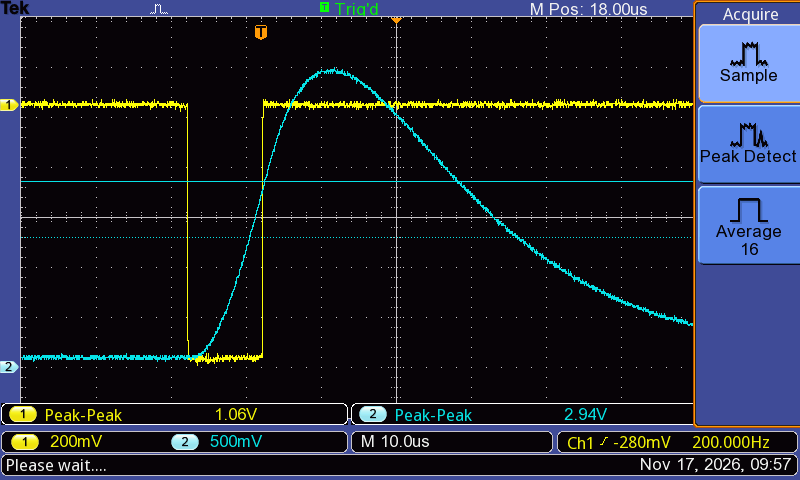 Tek
T Trig'd
M Pos: 18.00us
T
1
2
Acquire
Sample
Peak Detect
Average
16
1 Peak-Peak 1.06V
2 Peak-Peak 2.94V
1 200mV 2 500mV
M 10.0us
Ch1 -280mV 200.000Hz
Please wait....
Nov 17, 2026, 09:57